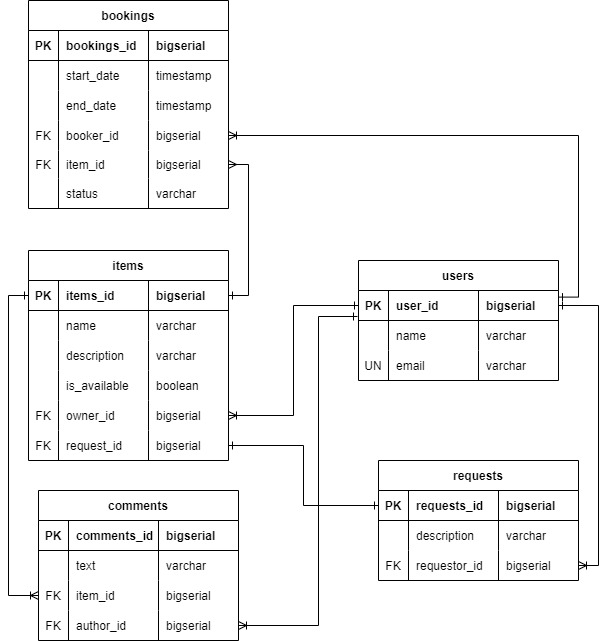 bookings
PK bookings_id bigserial
start_date timestamp
end_date timestamp
FK booker_id bigserial
FK item_id bigserial
status varchar
items
PK items_id bigserial
name varchar
description varchar
is_available boolean
FK owner_id bigserial
FK request_id bigserial
users
PK user_id bigserial
name varchar
UN email varchar
comments
PK comments_id bigserial
text varchar
FK item_id bigserial
FK author_id bigserial
requests
PK requests_id bigserial
description varchar
FK requestor_id bigserial